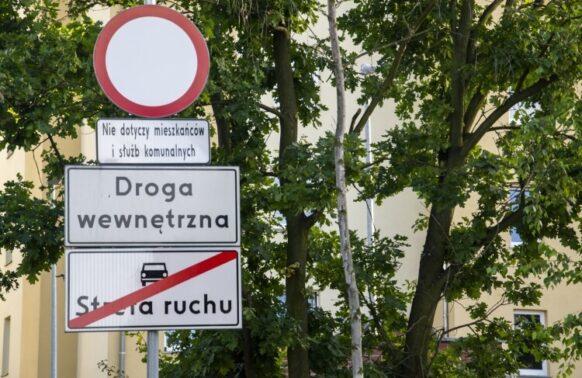 Nie dotyczy mieszkańców
i służb komunalnych
Droga
wewnętrzna
Strefa ruchu